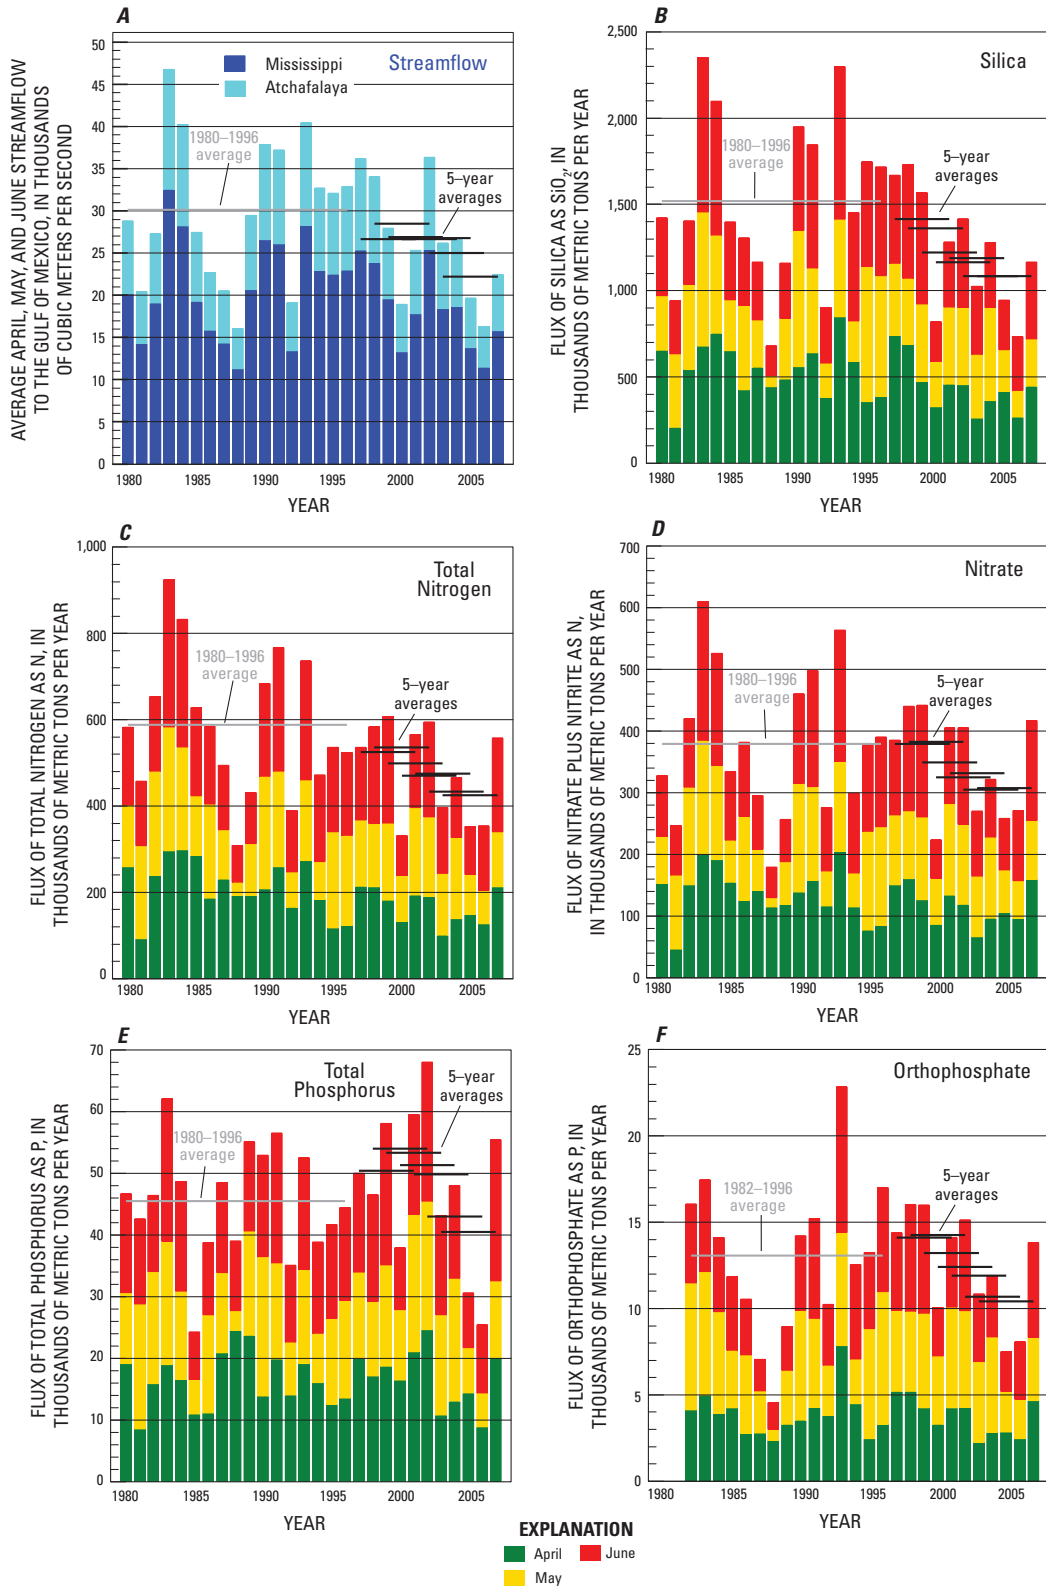 A
AVERAGE APRIL, MAY, AND JUNE STREAMFLOW
TO THE GULF OF MEXICO, IN THOUSANDS
OF CUBIC METERS PER SECOND
50
45
40
35
30
25
20
15
10
5
0
Mississippi
Atchafalaya
Streamflow
1980–1996
average
5–year
averages
1980
1985
1990
1995
2000
2005
YEAR
B
FLUX OF SILICA AS SiO2, IN
THOUSANDS OF METRIC TONS PER YEAR
2,500
2,000
1,500
1,000
500
0
Silica
1980–1996
average
5–year
averages
1980
1985
1990
1995
2000
2005
YEAR
C
FLUX OF TOTAL NITROGEN AS N, IN
THOUSANDS OF METRIC TONS PER YEAR
1,000
800
600
400
200
0
Total
Nitrogen
1980–1996
average
5–year
averages
1980
1985
1990
1995
2000
2005
YEAR
D
FLUX OF NITRATE PLUS NITRITE AS N,
IN THOUSANDS OF METRIC TONS PER YEAR
700
600
500
400
300
200
100
0
Nitrate
1980–1996
average
5–year
averages
1980
1985
1990
1995
2000
2005
YEAR
E
FLUX OF TOTAL PHOSPHORUS AS P, IN
THOUSANDS OF METRIC TONS PER YEAR
70
60
50
40
30
20
10
0
Total
Phosphorus
1980–1996
average
5–year
averages
1980
1985
1990
1995
2000
2005
YEAR
F
FLUX OF ORTHOPHOSPHATE AS P, IN
THOUSANDS OF METRIC TONS PER YEAR
25
20
15
10
5
0
Orthophosphate
1982–1996
average
5–year
averages
1980
1985
1990
1995
2000
2005
YEAR
EXPLANATION
April
June
May